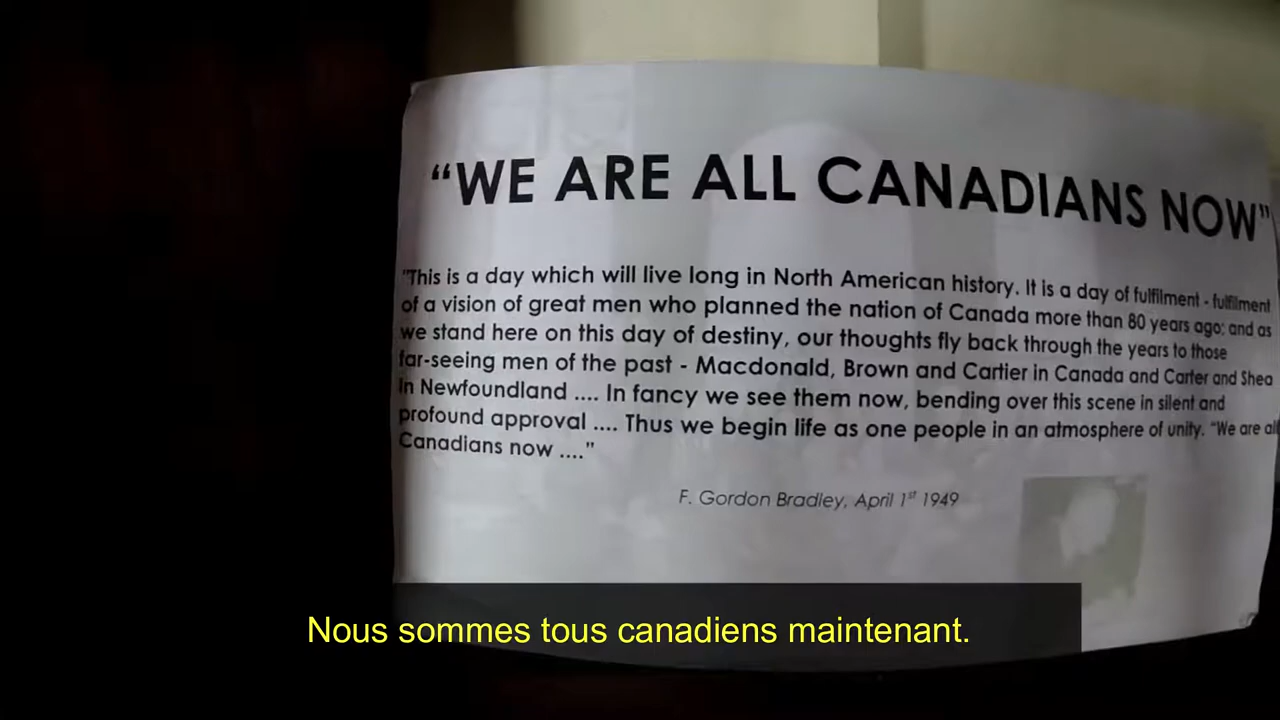 “WE ARE ALL CANADIANS NOW”
"This is a day which will live long in North American history. It is a day of fulfilment - fulfilment
of a vision of great men who planned the nation of Canada more than 80 years ago; and as
we stand here on this day of destiny, our thoughts fly back through the years to those
far-seeing men of the past - Macdonald, Brown and Cartier in Canada and Carter and Shea
in Newfoundland .... In fancy we see them now, bending over this scene in silent and
profound approval .... Thus we begin life as one people in an atmosphere of unity. “We are all
Canadians now ...."
F. Gordon Bradley, April 1st 1949
Nous sommes tous canadiens maintenant.